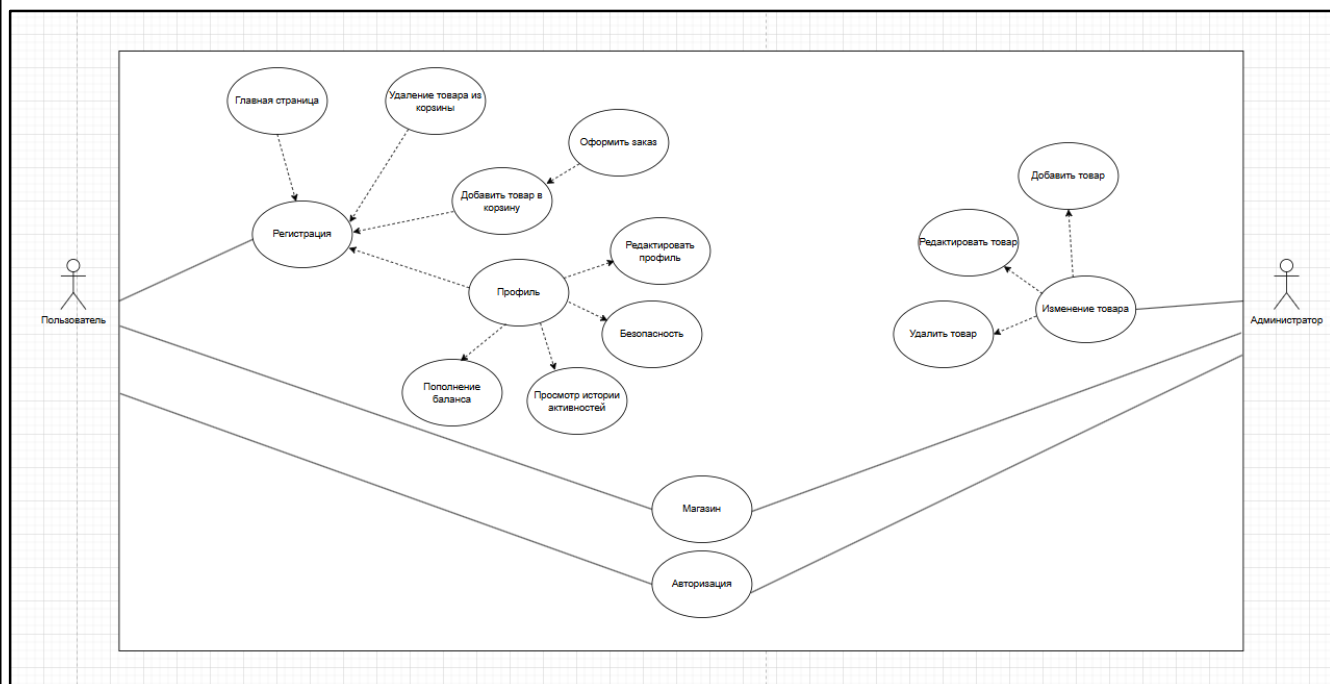 Главная страница
Удаление товара из
корзины
Оформить заказ
Добавить товар в
корзину
Регистрация
Редактировать
профиль
Профиль
Безопасность
Пополнение
баланса
Просмотр истории
активностей
Пользователь
Добавить товар
Редактировать товар
Изменение товара
Удалить товар
Администратор
Магазин
Авторизация